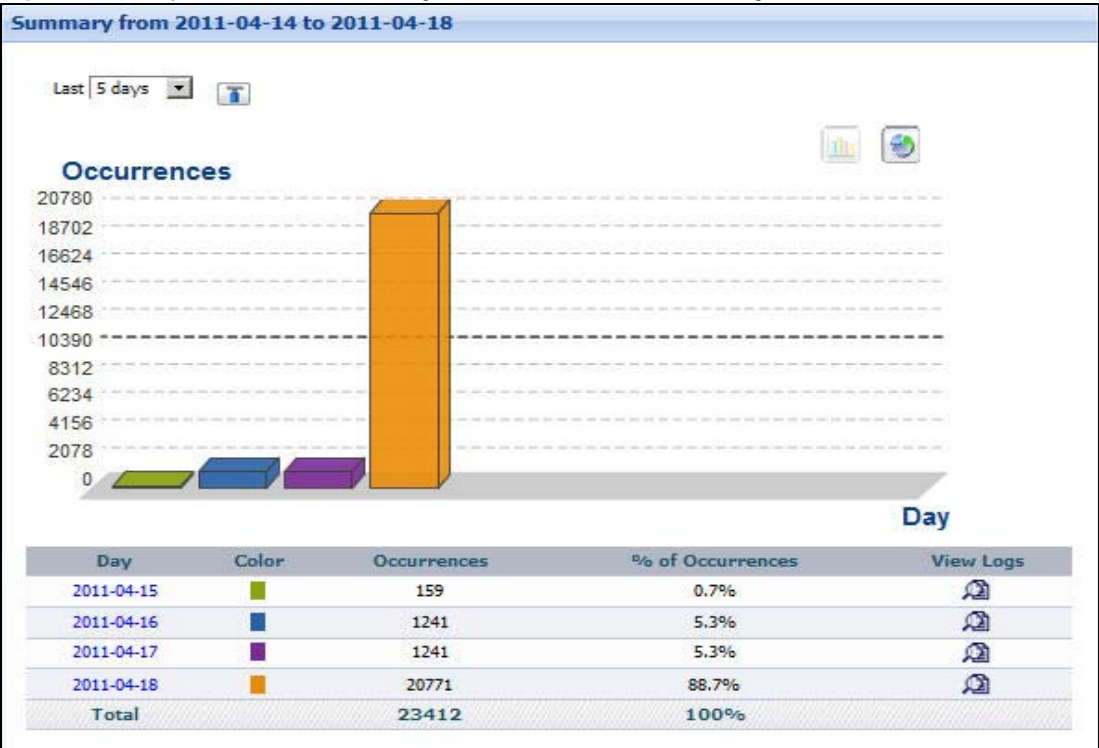 Summary from 2011-04-14 to 2011-04-18
Last 5 days
Occurrences
20780
18702
16624
14546
12468
10390
8312
6234
4156
2078
0
Day
Day Color Occurrences % of Occurrences View Logs
2011-04-15 159 0.7%
2011-04-16 1241 5.3%
2011-04-17 1241 5.3%
2011-04-18 20771 88.7%
Total 23412 100%